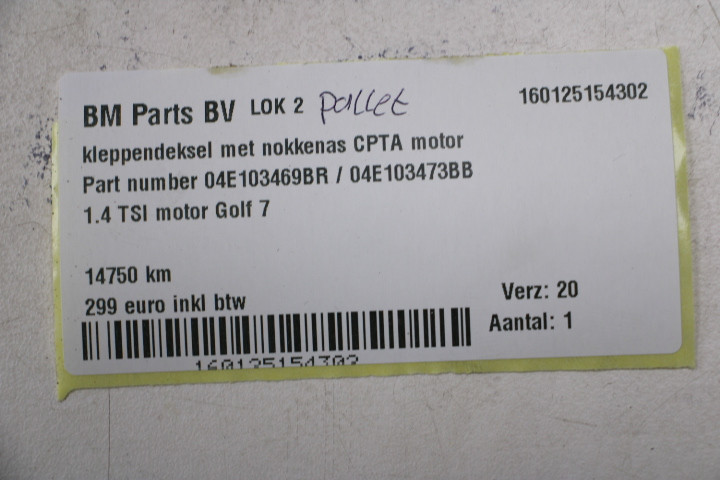 BM Parts BV LOK 2 pallet 160125154302
kleppendeksel met nokkenas CPTA motor
Part number 04E103469BR / 04E103473BB
1.4 TSI motor Golf 7
14750 km
299 euro inkl btw
Verz: 20
Aantal: 1
160125154302